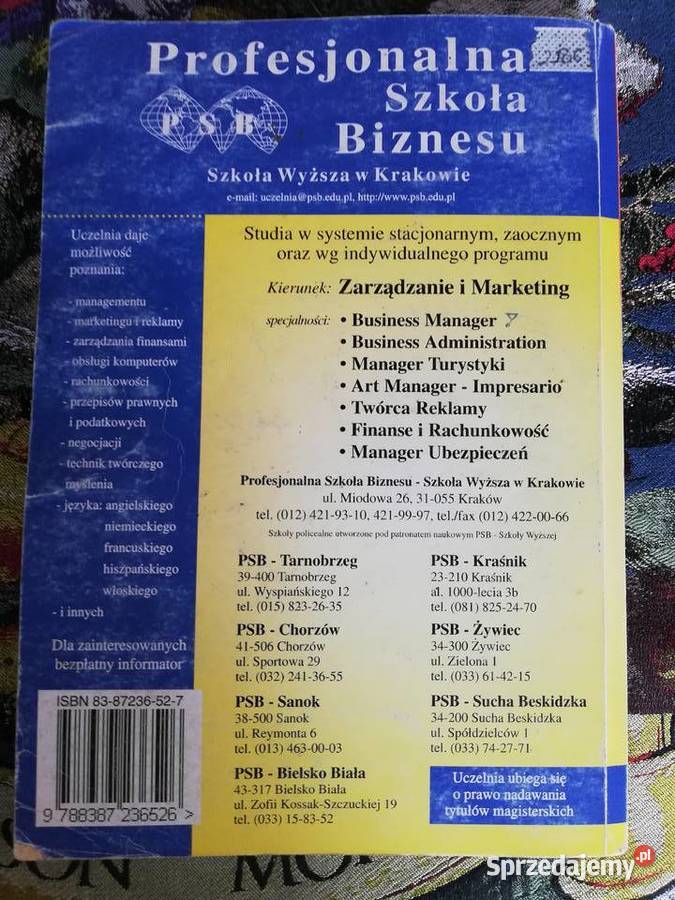 Profesjonalna
Szkoła
Biznesu
P S B
Szkoła Wyższa w Krakowie
e-mail: uczelnia@psb.edu.pl, http://www.psb.edu.pl
Uczelnia daje
możliwość
poznania:
- managementu
- marketingu i reklamy
- zarządzania finansami
- obsługi komputerów
- rachunkowości
- przepisów prawnych
i podatkowych
- negocjacji
- technik twórczego
myślenia
- języka: angielskiego
niemieckiego
francuskiego
hiszpańskiego
włoskiego
- i innych
Dla zainteresowanych
bezpłatny informator
Studia w systemie stacjonarnym, zaocznym
oraz wg indywidualnego programu
Kierunek: Zarządzanie i Marketing
specjalności: • Business Manager
• Business Administration
• Manager Turystyki
• Art Manager - Impresario
• Twórca Reklamy
• Finanse i Rachunkowość
• Manager Ubezpieczeń
Profesjonalna Szkoła Biznesu - Szkoła Wyższa w Krakowie
ul. Miodowa 26, 31-055 Kraków
tel. (012) 421-93-10, 421-99-97, tel./fax (012) 422-00-66
Szkoły policealne utworzone pod patronatem naukowym PSB - Szkoły Wyższej
PSB - Tarnobrzeg
39-400 Tarnobrzeg
ul. Wyspiańskiego 12
tel. (015) 823-26-35
PSB - Kraśnik
23-210 Kraśnik
al. 1000-lecia 3b
tel. (081) 825-24-70
PSB - Chorzów
41-506 Chorzów
ul. Sportowa 29
tel. (032) 241-36-55
PSB - Żywiec
34-300 Żywiec
ul. Zielona 1
tel. (033) 61-42-15
PSB - Sanok
38-500 Sanok
ul. Reymonta 6
tel. (013) 463-00-03
PSB - Sucha Beskidzka
34-200 Sucha Beskidzka
ul. Spółdzielców 1
tel. (033) 74-27-71
PSB - Bielsko Biała
43-317 Bielsko Biała
ul. Zofii Kossak-Szczuckiej 19
tel. (033) 15-83-52
Uczelnia ubiega się
o prawo nadawania
tytułów magisterskich
ISBN 83-87236-52-7
9 788387 236526 >
Sprzedajemy.pl